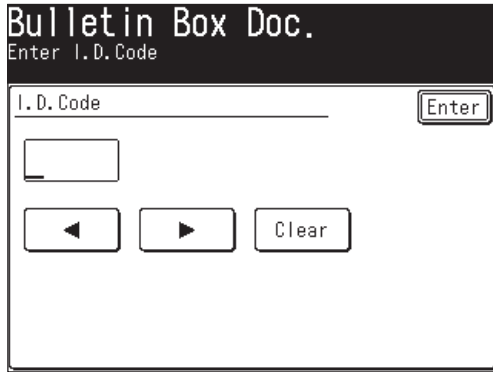 Bulletin Box Doc.
Enter I.D.Code
I.D.Code
Enter
Clear